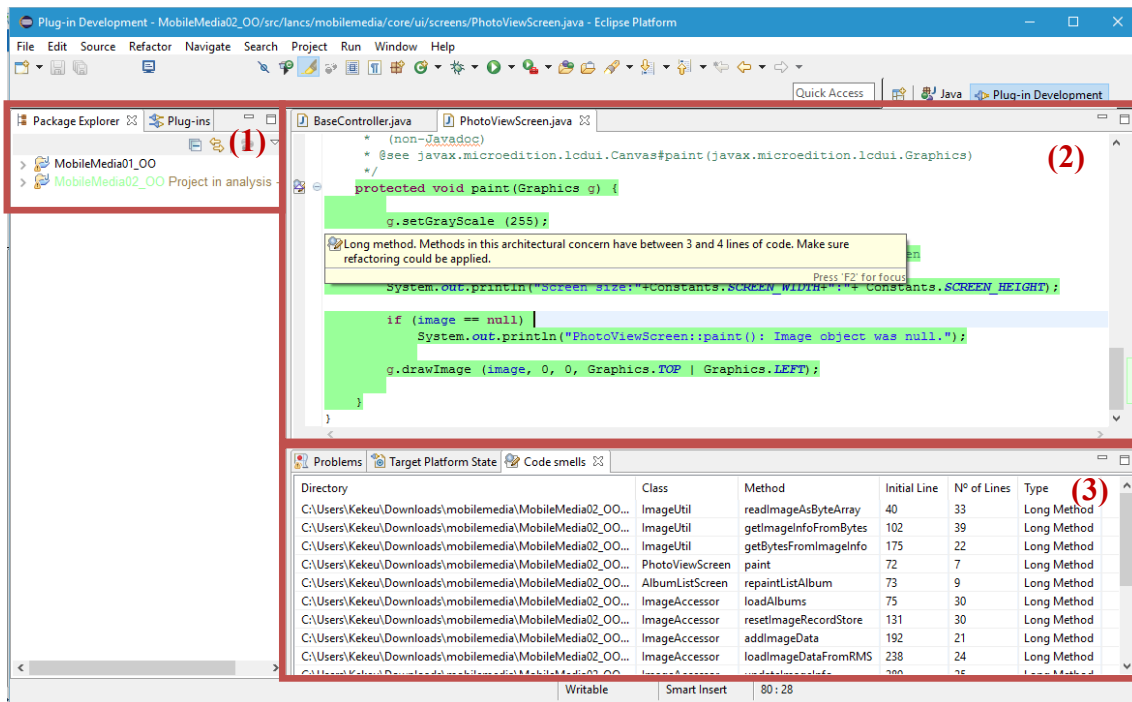 Plug-in Development - MobileMedia02_OO/src/lancs/mobilemedia/core/ui/screens/PhotoViewScreen.java - Eclipse Platform
File Edit Source Refactor Navigate Search Project Run Window Help
Quick Access Java Plug-in Development
Package Explorer Plug-ins
(1)
MobileMedia01_OO
MobileMedia02_OO Project in analysis -
BaseController.java PhotoViewScreen.java
(2)
* (non-Javadoc)
* @see javax.microedition.lcdui.Canvas#paint(javax.microedition.lcdui.Graphics)
*/
protected void paint(Graphics g) {
g.setGrayScale (255);
Long method. Methods in this architectural concern have between 3 and 4 lines of code. Make sure
refactoring could be applied.
en
Press 'F2' for focus
System.out.println("Screen size:"+Constants.SCREEN_WIDTH+":"+ Constants.SCREEN_HEIGHT);
if (image == null)
System.out.println("PhotoViewScreen::paint(): Image object was null.");
g.drawImage (image, 0, 0, Graphics.TOP | Graphics.LEFT);
}
}
Problems Target Platform State Code smells
(3)
Directory Class Method Initial Line Nº of Lines Type
C:\Users\Kekeu\Downloads\mobilemedia\MobileMedia02_OO... ImageUtil readImageAsByteArray 40 33 Long Method
C:\Users\Kekeu\Downloads\mobilemedia\MobileMedia02_OO... ImageUtil getImageInfoFromBytes 102 39 Long Method
C:\Users\Kekeu\Downloads\mobilemedia\MobileMedia02_OO... ImageUtil getBytesFromImageInfo 175 22 Long Method
C:\Users\Kekeu\Downloads\mobilemedia\MobileMedia02_OO... PhotoViewScreen paint 72 7 Long Method
C:\Users\Kekeu\Downloads\mobilemedia\MobileMedia02_OO... AlbumListScreen repaintListAlbum 73 9 Long Method
C:\Users\Kekeu\Downloads\mobilemedia\MobileMedia02_OO... ImageAccessor loadAlbums 75 30 Long Method
C:\Users\Kekeu\Downloads\mobilemedia\MobileMedia02_OO... ImageAccessor resetImageRecordStore 131 30 Long Method
C:\Users\Kekeu\Downloads\mobilemedia\MobileMedia02_OO... ImageAccessor addImageData 192 21 Long Method
C:\Users\Kekeu\Downloads\mobilemedia\MobileMedia02_OO... ImageAccessor loadImageDataFromRMS 238 24 Long Method
Writable Smart Insert 80 : 28